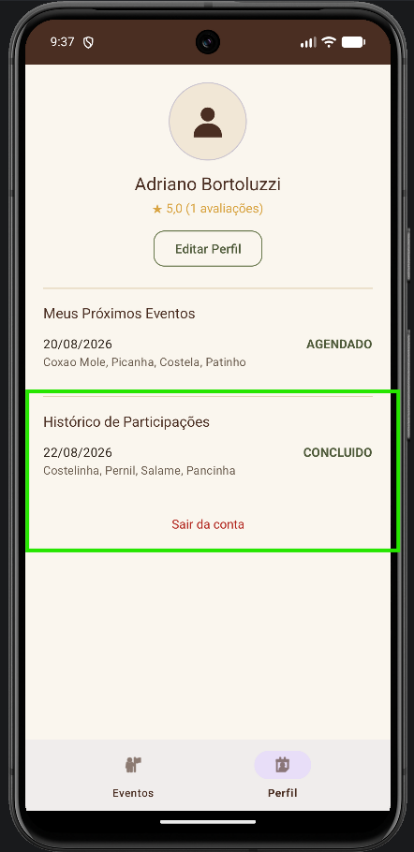 9:37
Adriano Bortoluzzi
★ 5,0 (1 avaliações)
Editar Perfil
Meus Próximos Eventos
20/08/2026 AGENDADO
Coxao Mole, Picanha, Costela, Patinho
Histórico de Participações
22/08/2026 CONCLUIDO
Costelinha, Pernil, Salame, Pancinha
Sair da conta
Eventos Perfil